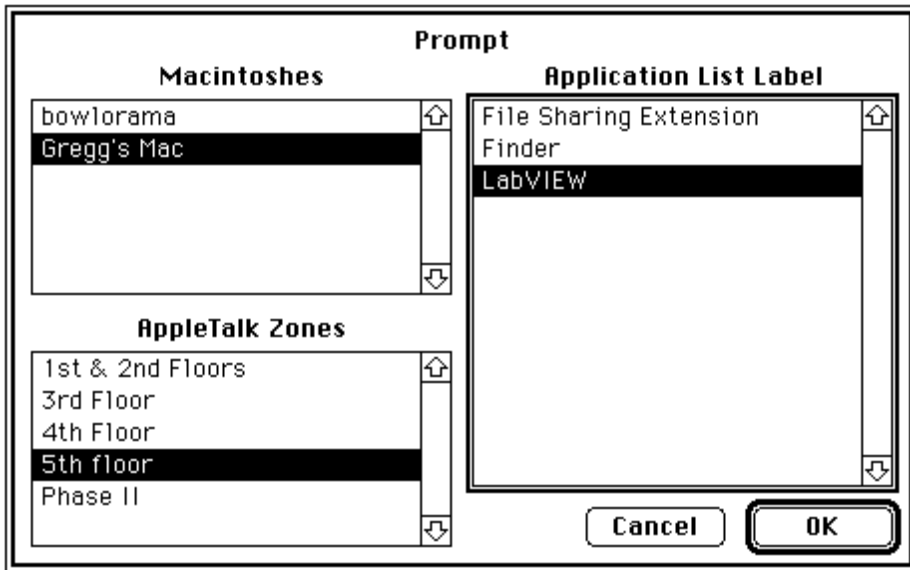 Prompt
Macintoshes
bowlorama
Gregg's Mac
AppleTalk Zones
1st & 2nd Floors
3rd Floor
4th Floor
5th floor
Phase II
Application List Label
File Sharing Extension
Finder
LabVIEW
Cancel
OK